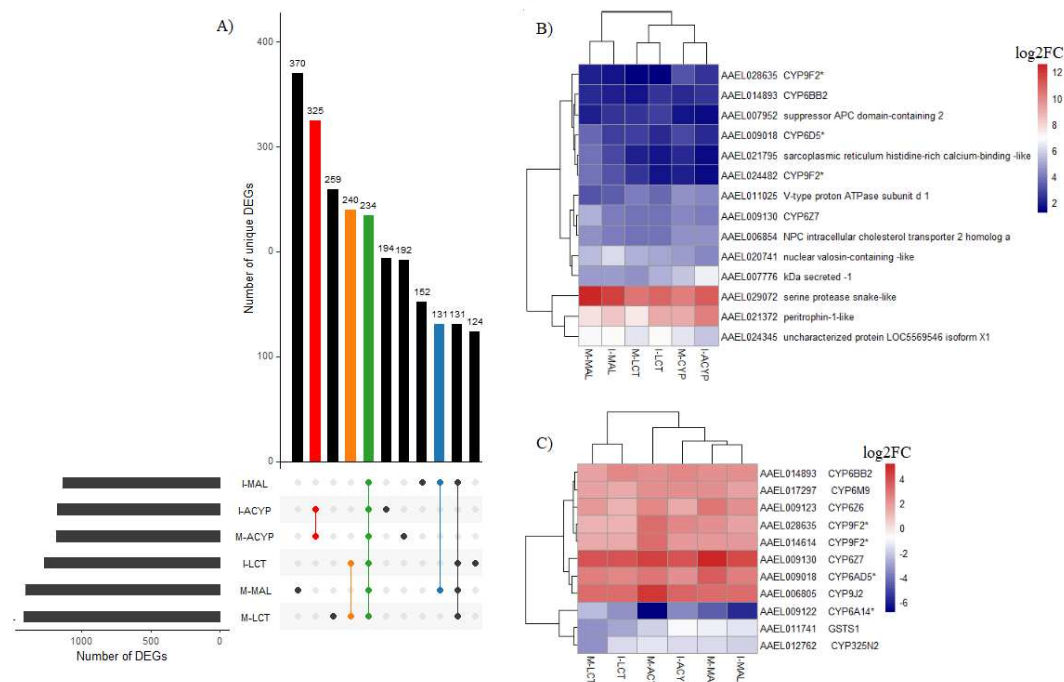 A)
400
300
0
100
0
Number of unique DEGs
370
325
259
240
234
194
192
152
131
131
124
I-MAL
I-ACYP
M-ACYP
I-LCT
M-MAL
M-LCT
1000
500
0
Number of DEGs
B)
log2FC
12
10
8
6
4
2
AAEL028635 CYP9F2*
AAEL014893 CYP6BB2
AAEL007952 suppressor APC domain-containing 2
AAEL009018 CYP6D5*
AAEL021795 sarcoplasmic reticulum histidine-rich calcium-binding -like
AAEL024482 CYP9F2*
AAEL011025 V-type proton ATPase subunit d 1
AAEL009130 CYP6Z7
AAEL006854 NPC intracellular cholesterol transporter 2 homolog a
AAEL020741 nuclear valosin-containing -like
AAEL007776 kDa secreted -1
AAEL029072 serine protease snake-like
AAEL021372 peritrophin-1-like
AAEL024345 uncharacterized protein LOC5569546 isoform X1
M-MAL
I-MAL
M-LCT
I-LCT
M-CYP
I-ACYP
C)
log2FC
4
2
0
-2
-4
-6
AAEL014893 CYP6BB2
AAEL017297 CYP6M9
AAEL009123 CYP6Z6
AAEL028635 CYP9F2*
AAEL014614 CYP9F2*
AAEL009130 CYP6Z7
AAEL009018 CYP6AD5*
AAEL006805 CYP9J2
AAEL009122 CYP6A14*
AAEL011741 GSTS1
AAEL012762 CYP325N2
M-LCT
I-LCT
M-ACY
I-ACY
M-MA
I-MAL